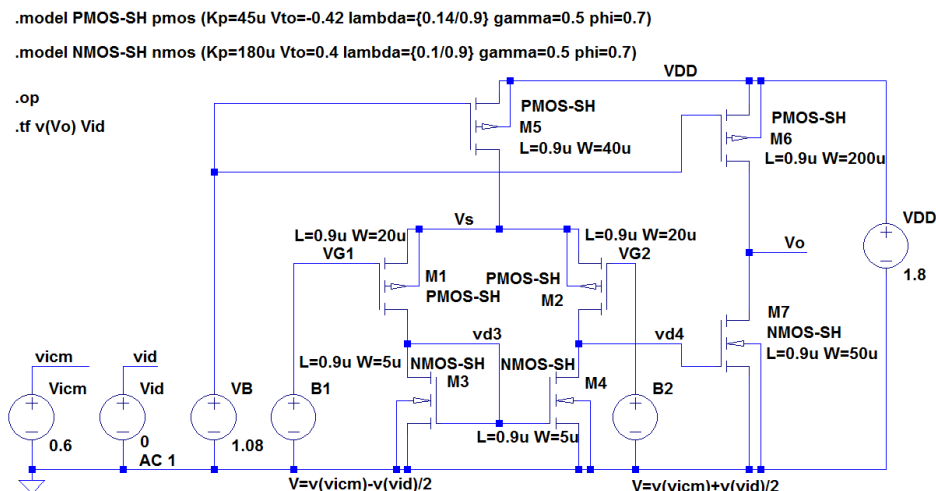 .model PMOS-SH pmos (Kp=45u Vto=-0.42 lambda={0.14/0.9} gamma=0.5 phi=0.7)
.model NMOS-SH nmos (Kp=180u Vto=0.4 lambda={0.1/0.9} gamma=0.5 phi=0.7)
.op
.tf v(Vo) Vid
VDD
PMOS-SH
M5
L=0.9u W=40u
PMOS-SH
M6
L=0.9u W=200u
Vs
VDD
1.8
L=0.9u W=20u
VG1
M1
PMOS-SH
L=0.9u W=20u
VG2
PMOS-SH
M2
Vo
vd3
vd4
M7
NMOS-SH
L=0.9u W=50u
L=0.9u W=5u
NMOS-SH
M3
NMOS-SH
M4
L=0.9u W=5u
vicm
Vicm
0.6
vid
Vid
0
AC 1
VB
1.08
B1
V=v(vicm)-v(vid)/2
B2
V=v(vicm)+v(vid)/2